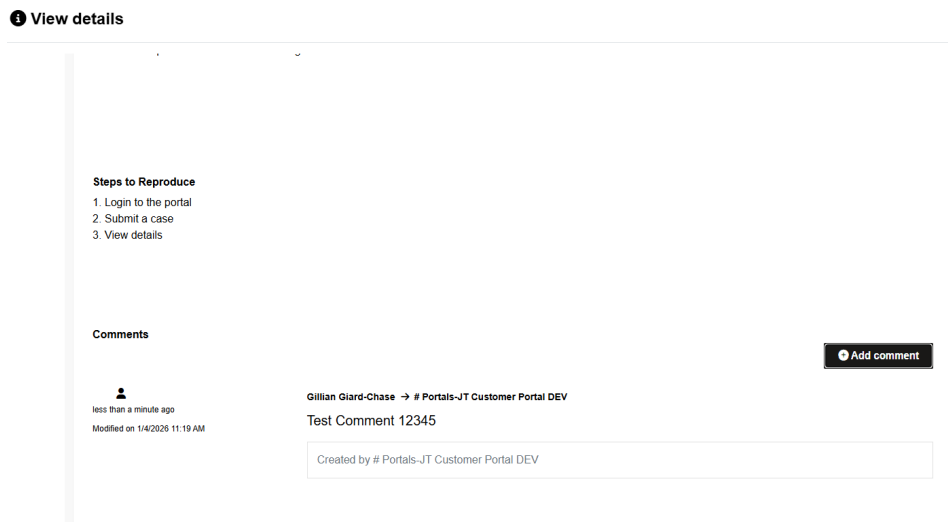 View details
Steps to Reproduce
1. Login to the portal
2. Submit a case
3. View details
Comments
Add comment
less than a minute ago
Modified on 1/4/2026 11:19 AM
Gillian Giard-Chase → # Portals-JT Customer Portal DEV
Test Comment 12345
Created by # Portals-JT Customer Portal DEV